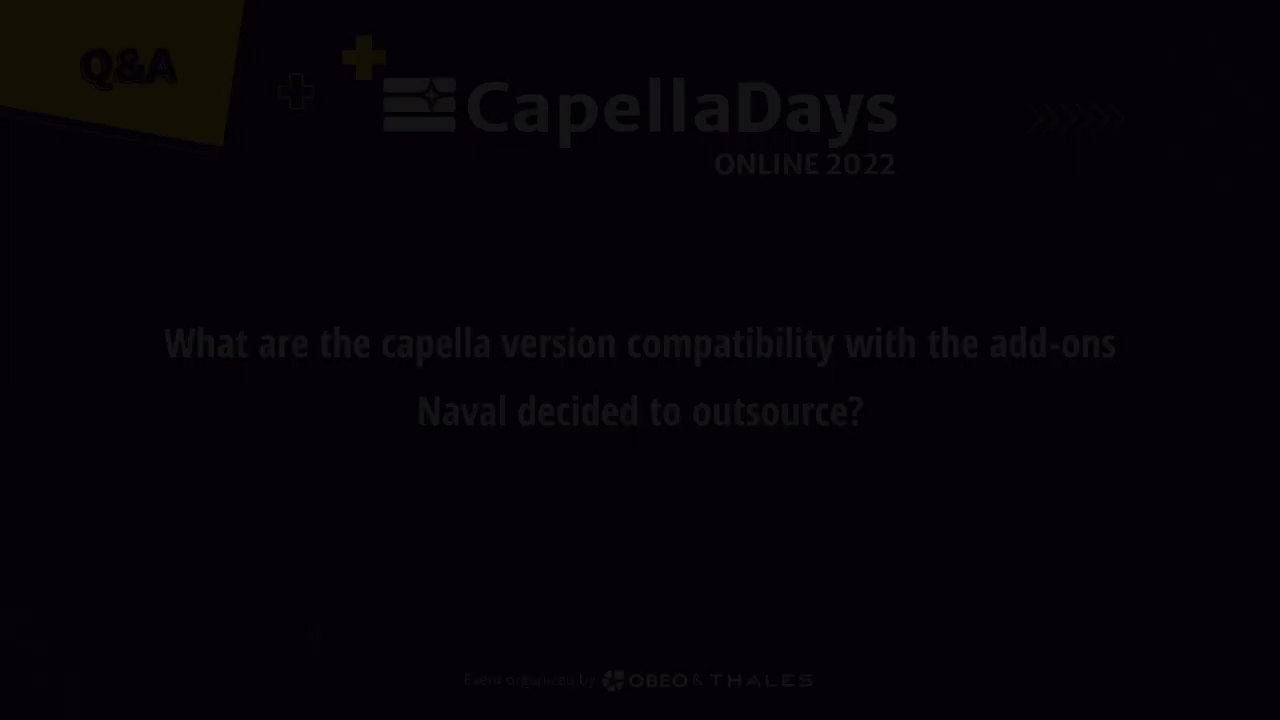 Q&A
CapellaDays
ONLINE 2022
What are the capella version compatibility with the add-ons
Naval decided to outsource?
Event organized by OBEO & THALES